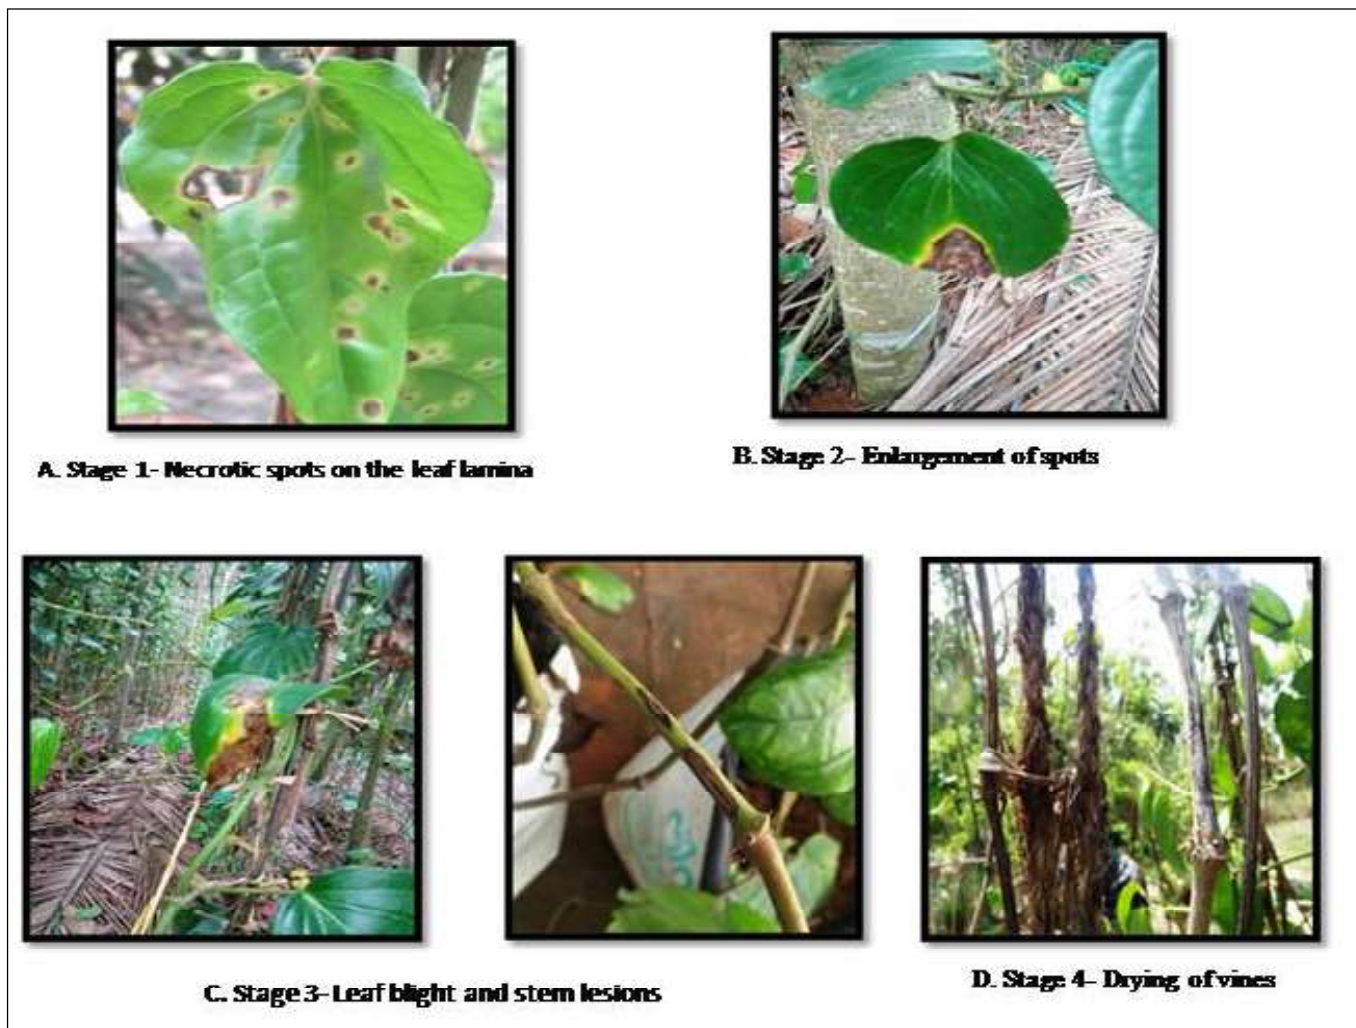 A. Stage 1- Necrotic spots on the leaf lamina
B. Stage 2- Enlargement of spots
C. Stage 3- Leaf blight and stem lesions
D. Stage 4- Drying of vines